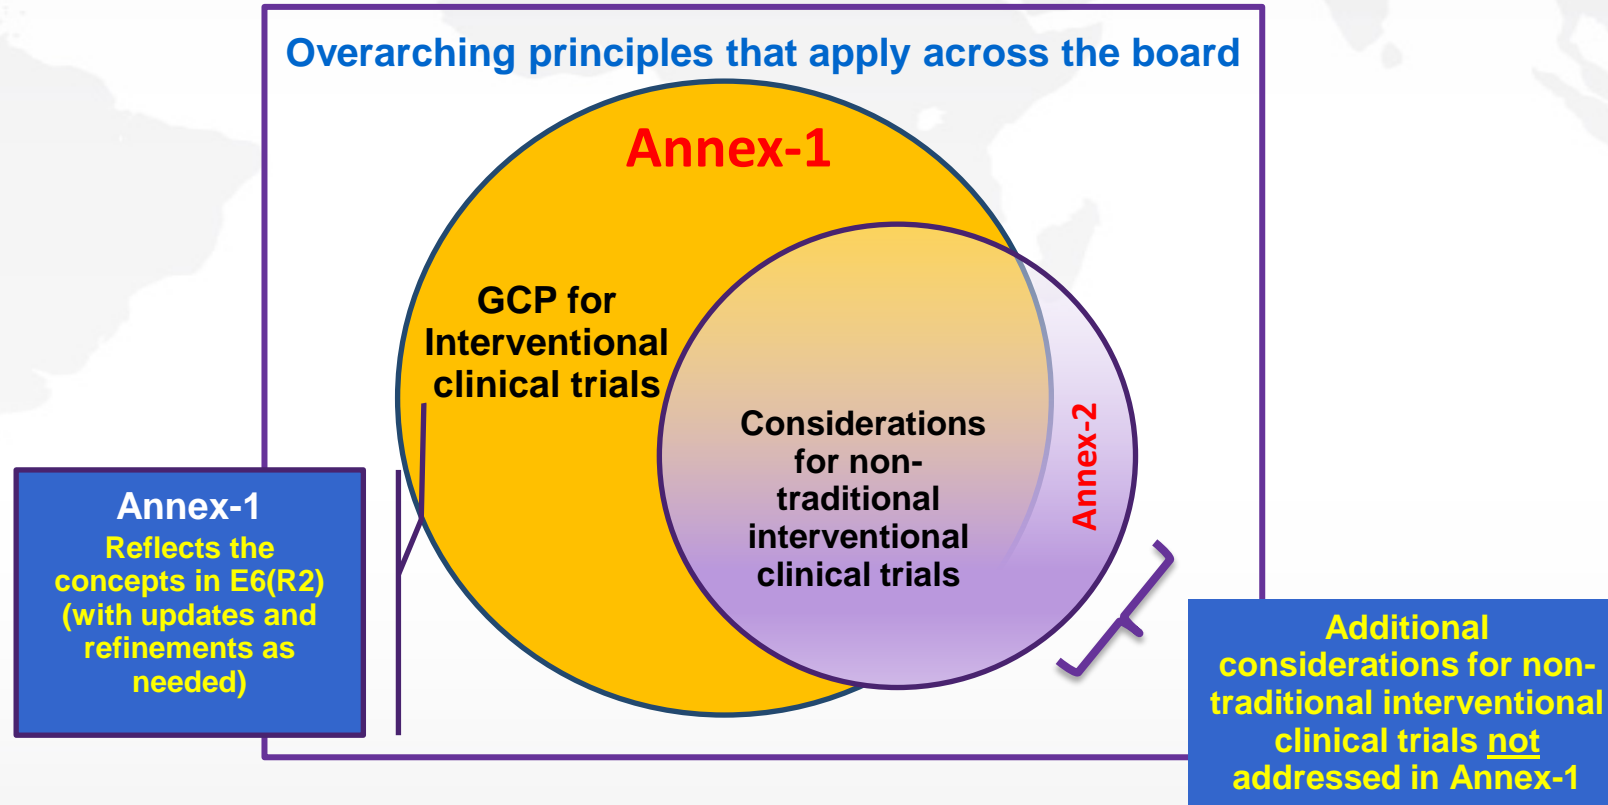 Overarching principles that apply across the board
Annex-1
GCP for
Interventional
clinical trials
Considerations
for non-
traditional
interventional
clinical trials
Annex-2
Annex-1
Reflects the
concepts in E6(R2)
(with updates and
refinements as
needed)
Additional
considerations for non-
traditional interventional
clinical trials not
addressed in Annex-1